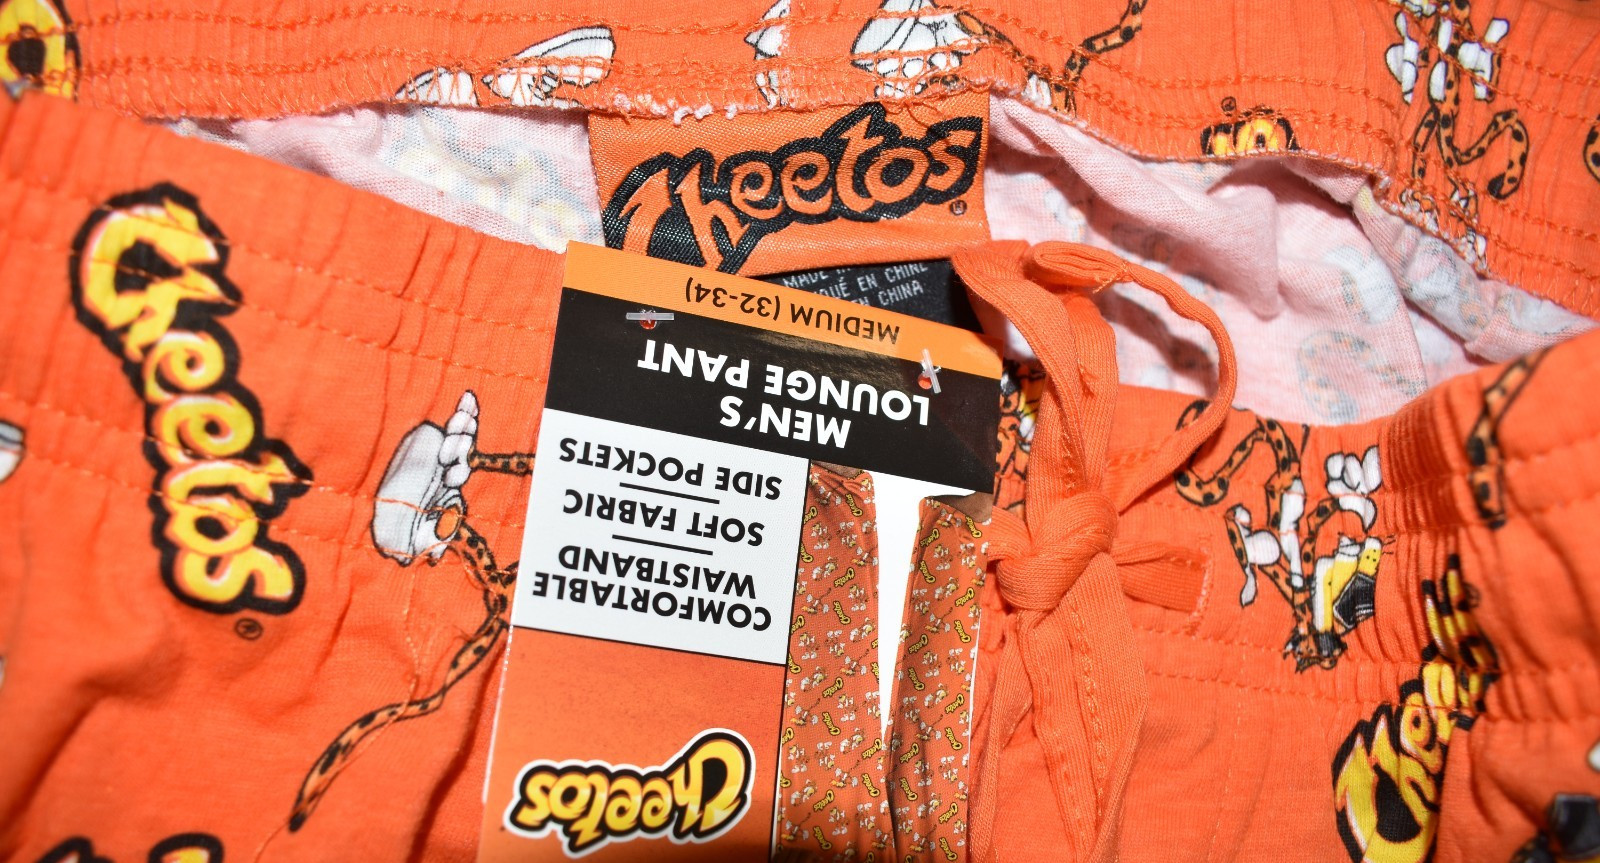 Cheetos
MADE IN
EN CHINE
EN CHINA
MEDIUM (32-34)
MEN'S
LOUNGE PANT
COMFORTABLE
WAISTBAND
SOFT FABRIC
SIDE POCKETS
Cheetos
Cheetos®
Cheetos